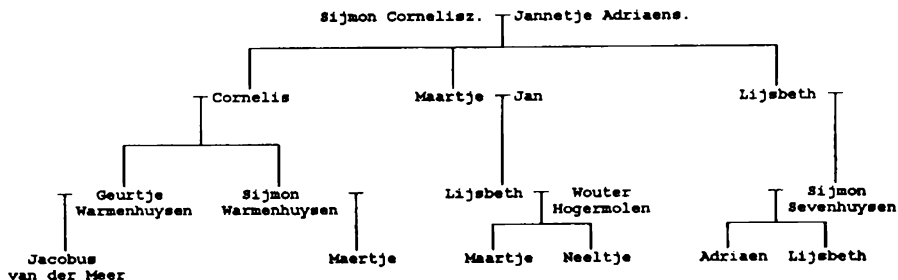 Sijmon Cornelisz. Jannetje Adriaens.
Cornelis Maartje Jan Lijsbeth
Geurtje Sijmon Lijsbeth Wouter Sijmon
Warmenhuysen Warmenhuysen Hogermolen Sevenhuysen
Jacobus Maertje Maartje Neeltje Adriaen Lijsbeth
van der Meer